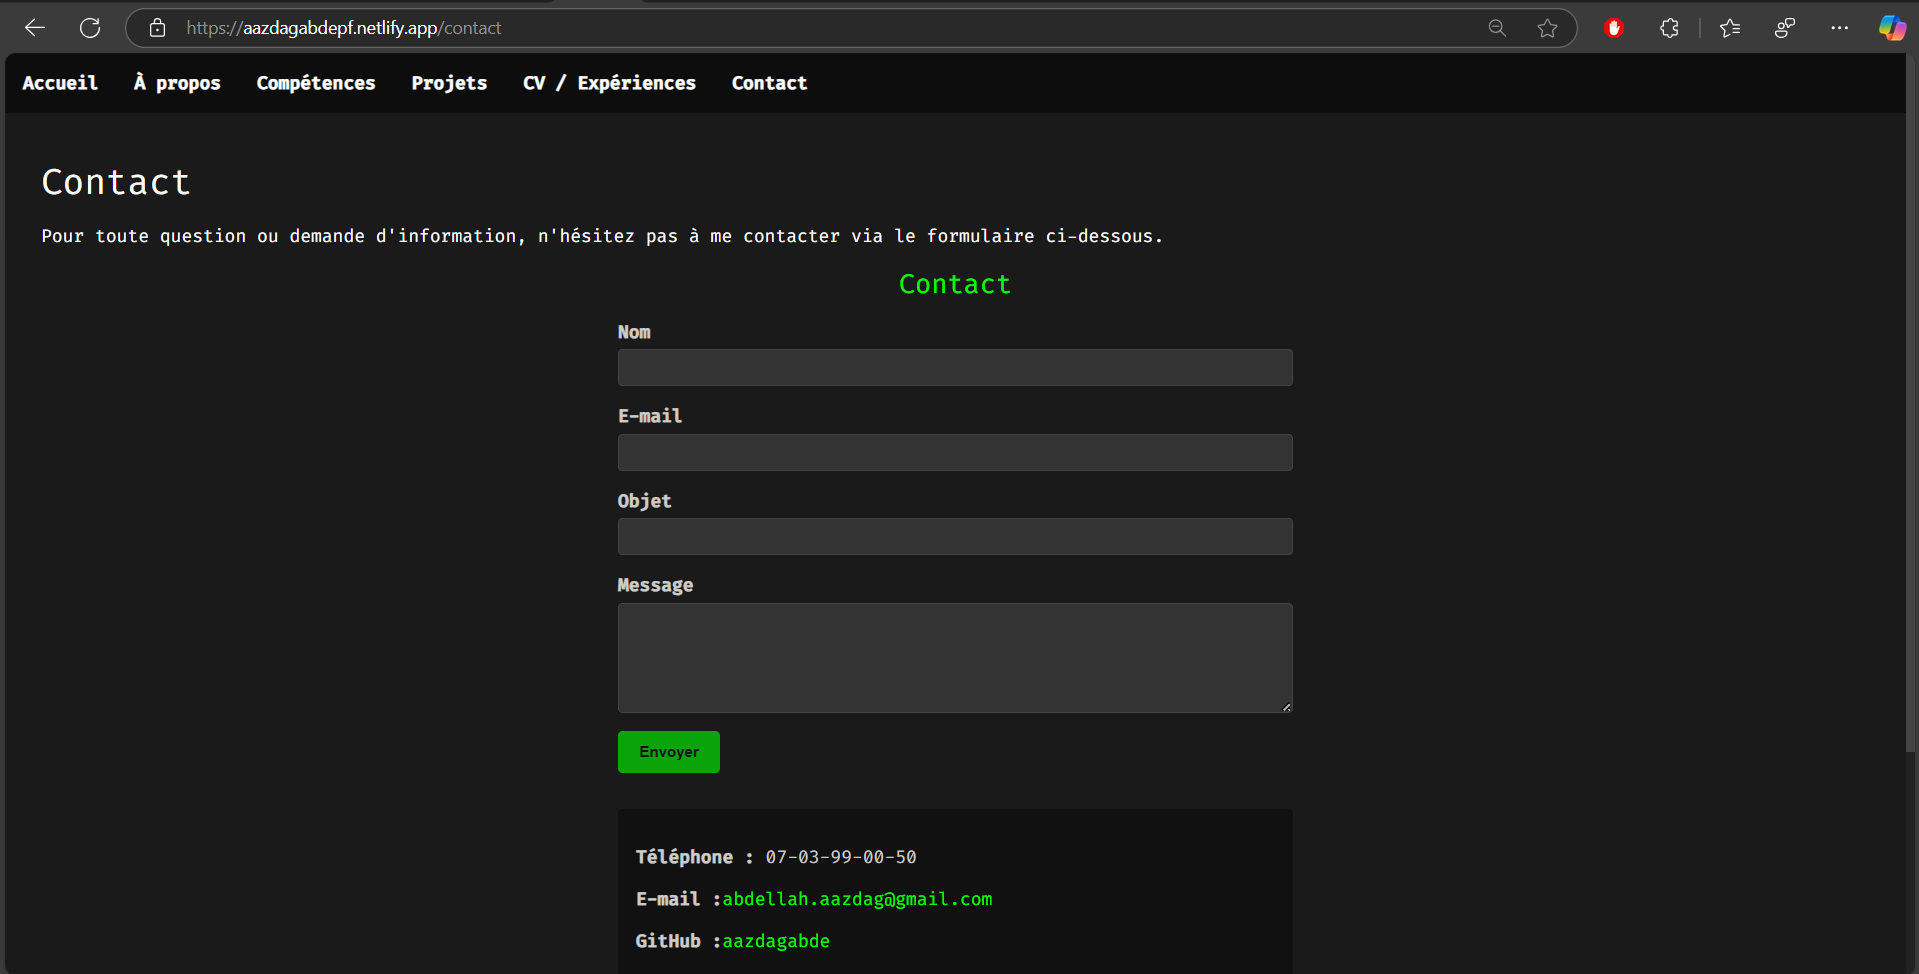 https://aazdagabdepf.netlify.app/contact
Accueil À propos Compétences Projets CV / Expériences Contact
Contact
Pour toute question ou demande d'information, n'hésitez pas à me contacter via le formulaire ci-dessous.
Contact
Nom
E-mail
Objet
Message
Envoyer
Téléphone : 07-03-99-00-50
E-mail :abdellah.aazdag@gmail.com
GitHub :aazdagabde